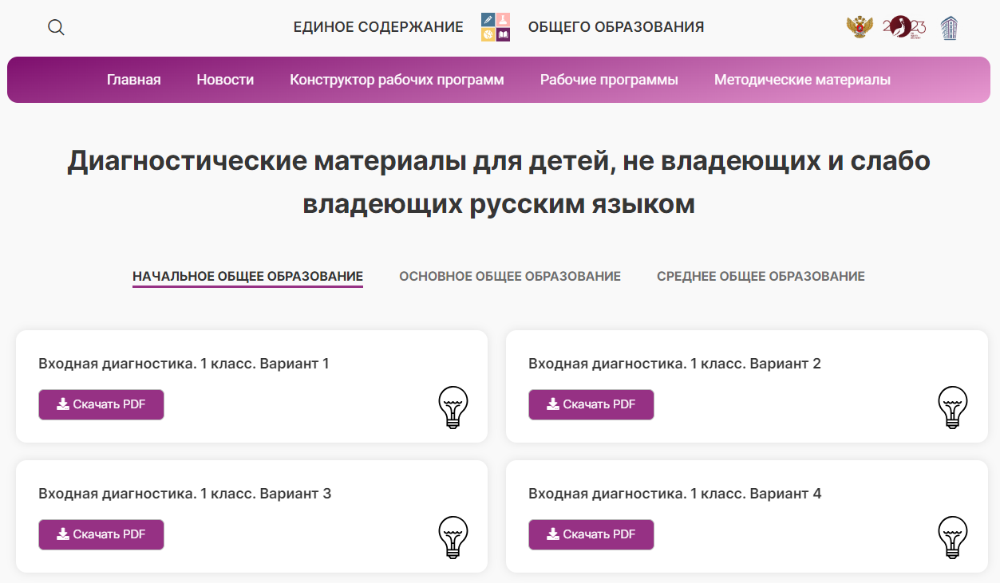 ЕДИНОЕ СОДЕРЖАНИЕ ОБЩЕГО ОБРАЗОВАНИЯ
2023
Главная Новости Конструктор рабочих программ Рабочие программы Методические материалы
Диагностические материалы для детей, не владеющих и слабо
владеющих русским языком
НАЧАЛЬНОЕ ОБЩЕЕ ОБРАЗОВАНИЕ ОСНОВНОЕ ОБЩЕЕ ОБРАЗОВАНИЕ СРЕДНЕЕ ОБЩЕЕ ОБРАЗОВАНИЕ
Входная диагностика. 1 класс. Вариант 1
Скачать PDF
Входная диагностика. 1 класс. Вариант 2
Скачать PDF
Входная диагностика. 1 класс. Вариант 3
Скачать PDF
Входная диагностика. 1 класс. Вариант 4
Скачать PDF